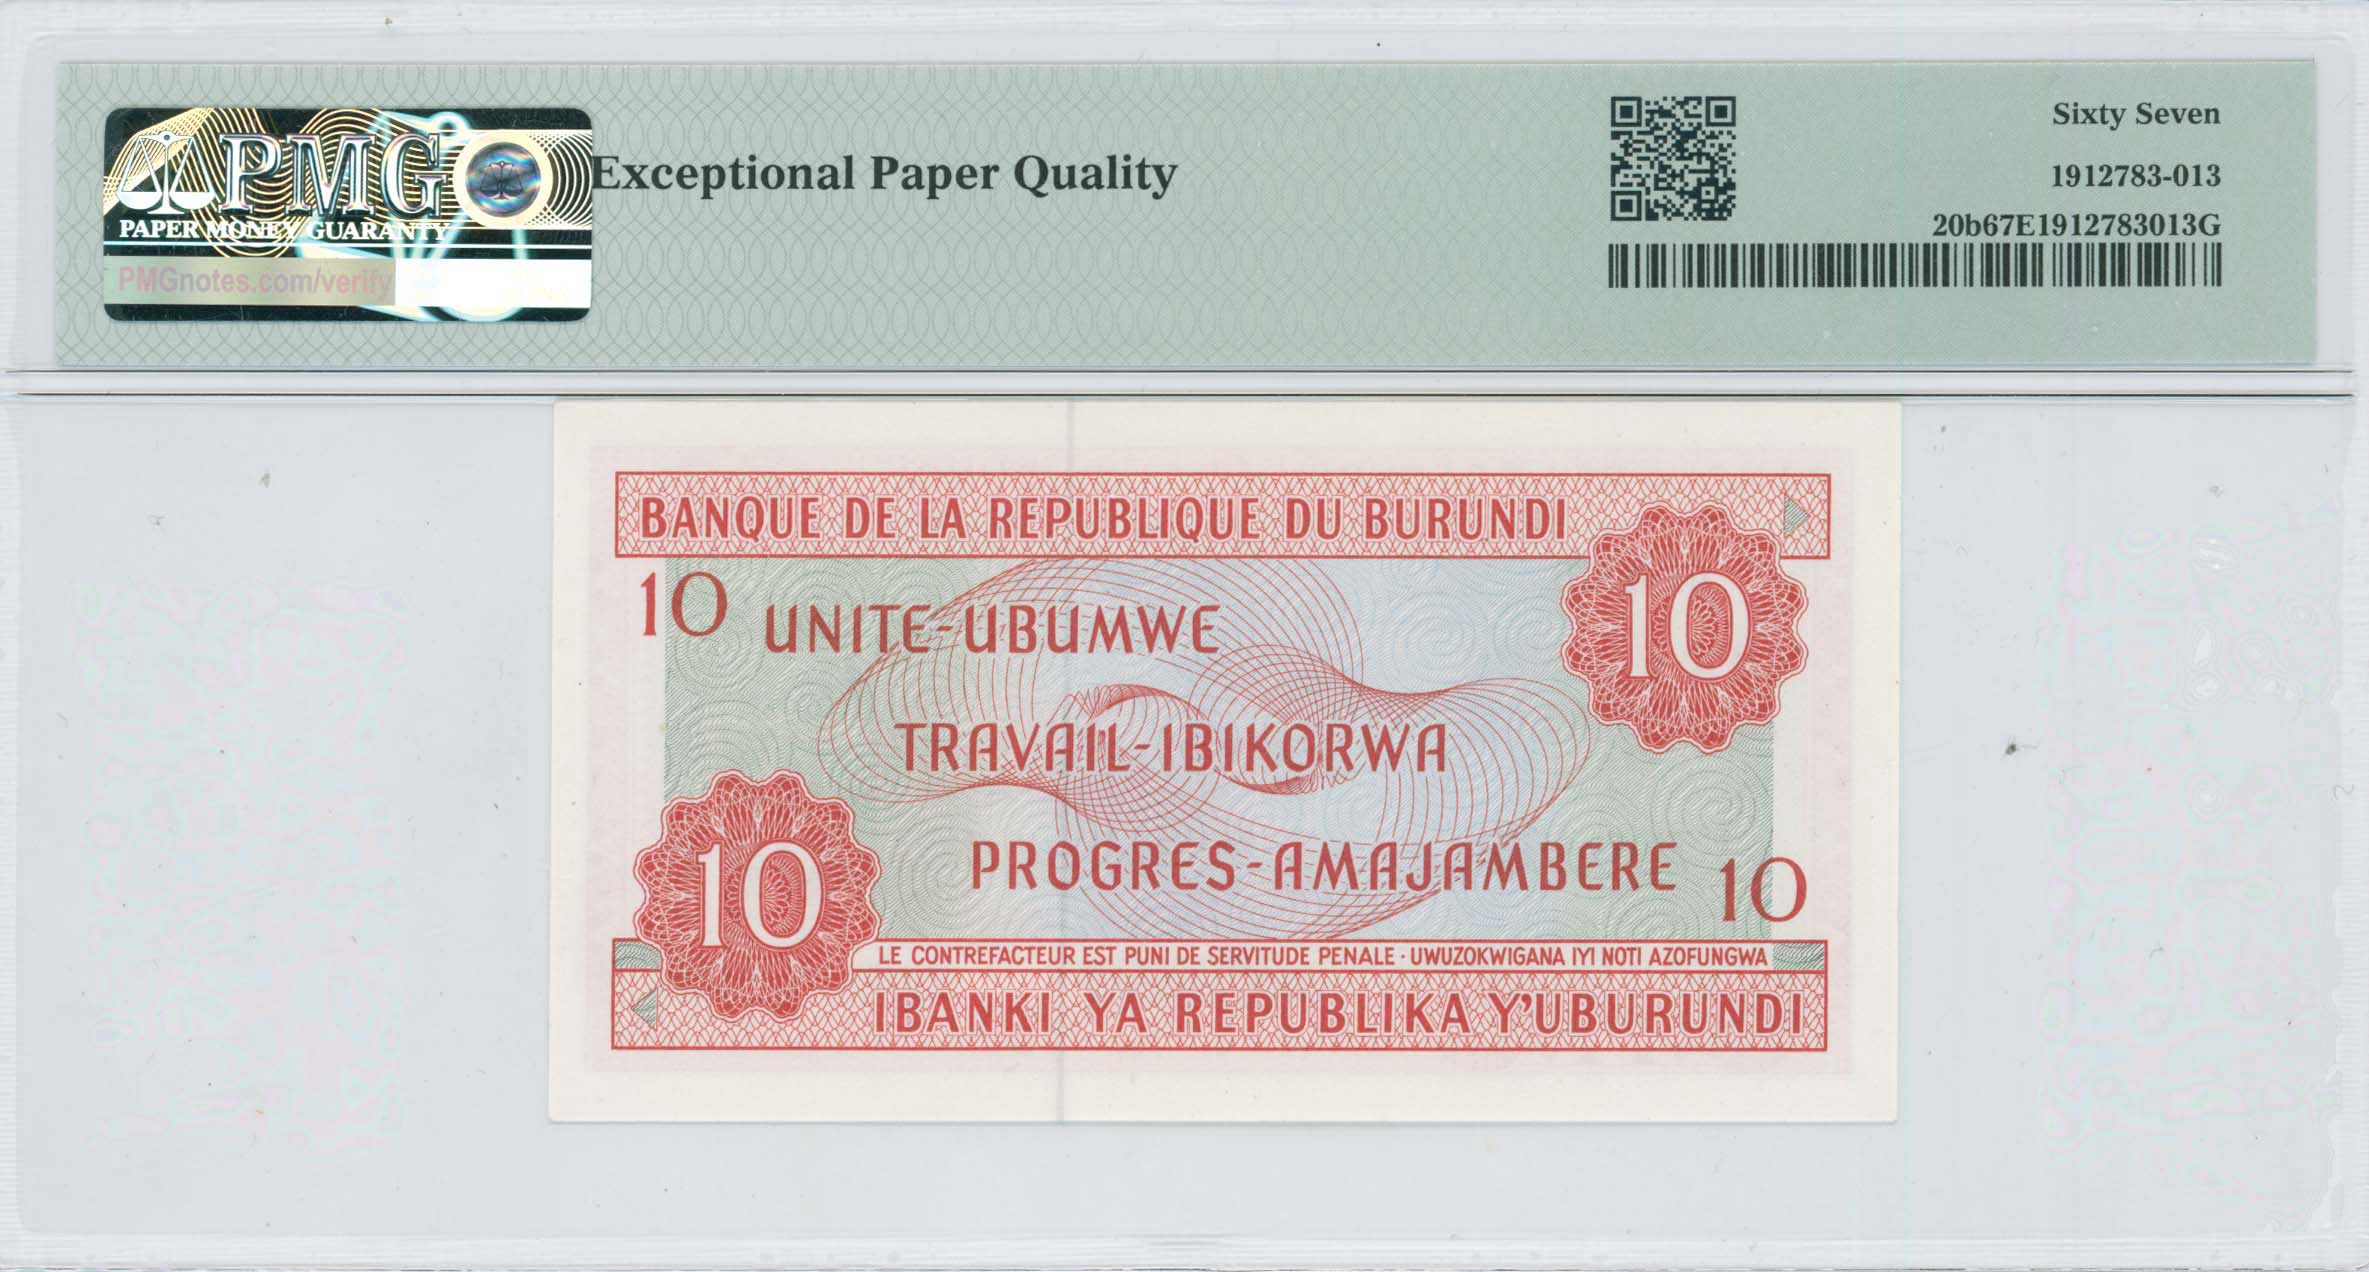 PMG
PAPER MONEY GUARANTY
PMGnotes.com/verify
Exceptional Paper Quality
Sixty Seven
1912783-013
20b67E1912783013G
BANQUE DE LA REPUBLIQUE DU BURUNDI
10
10
UNITE-UBUMWE
TRAVAIL-IBIKORWA
PROGRES-AMAJAMBERE
10
10
LE CONTREFACTEUR EST PUNI DE SERVITUDE PENALE · UWUZOKWIGANA IYI NOTI AZOFUNGWA
IBANKI YA REPUBLIKA Y'UBURUNDI